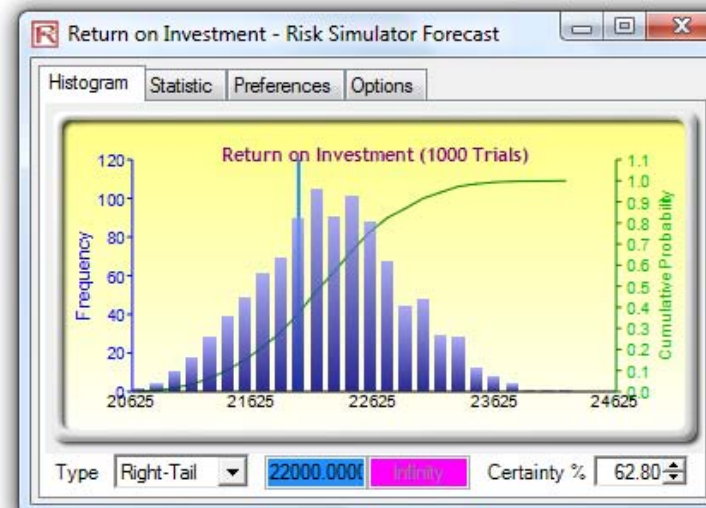 Return on Investment - Risk Simulator Forecast
Histogram Statistic Preferences Options
Return on Investment (1000 Trials)
Frequency
120
100
80
60
40
20
0
1.1
1.0
0.9
0.8
0.7
0.6
0.5
0.4
0.3
0.2
0.1
0.0
Cumulative Probability
20625 21625 22625 23625 24625
Type Right-Tail 22000.0000 Infinity Certainty % 62.80